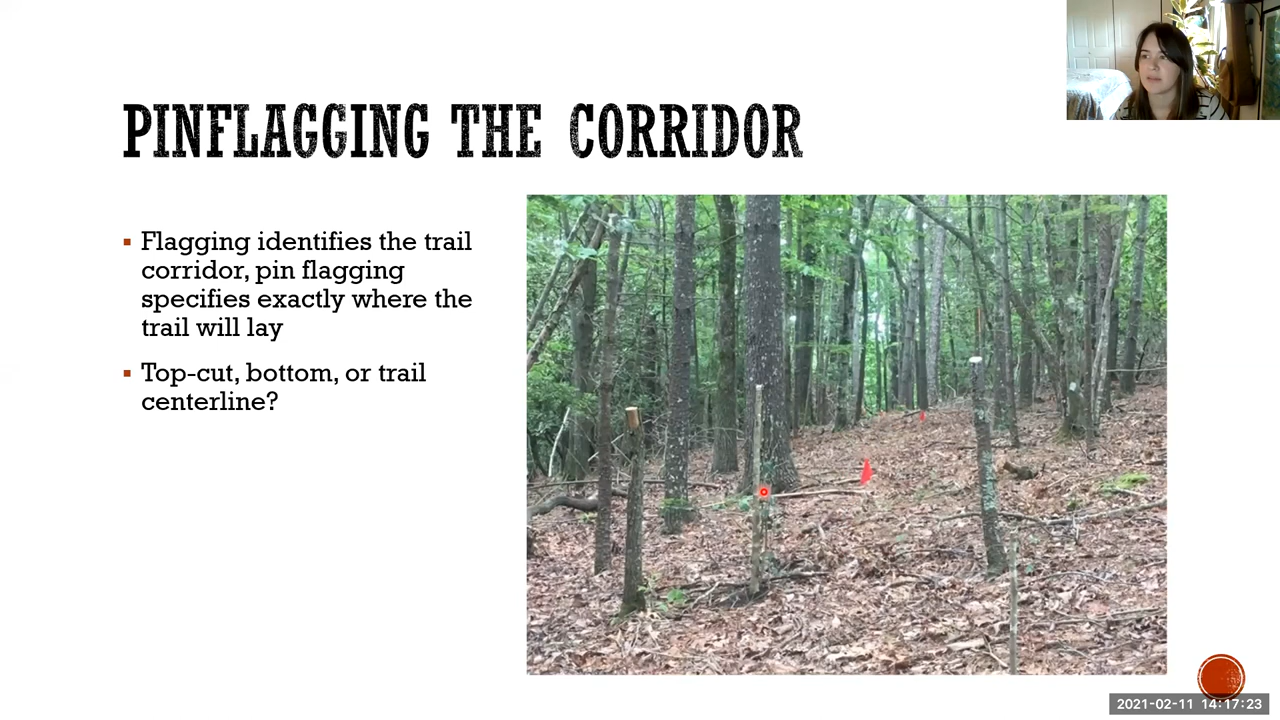 PINFLAGGING THE CORRIDOR
Flagging identifies the trail
corridor, pin flagging
specifies exactly where the
trail will lay
Top-cut, bottom, or trail
centerline?
2021-02-11 14:17:23